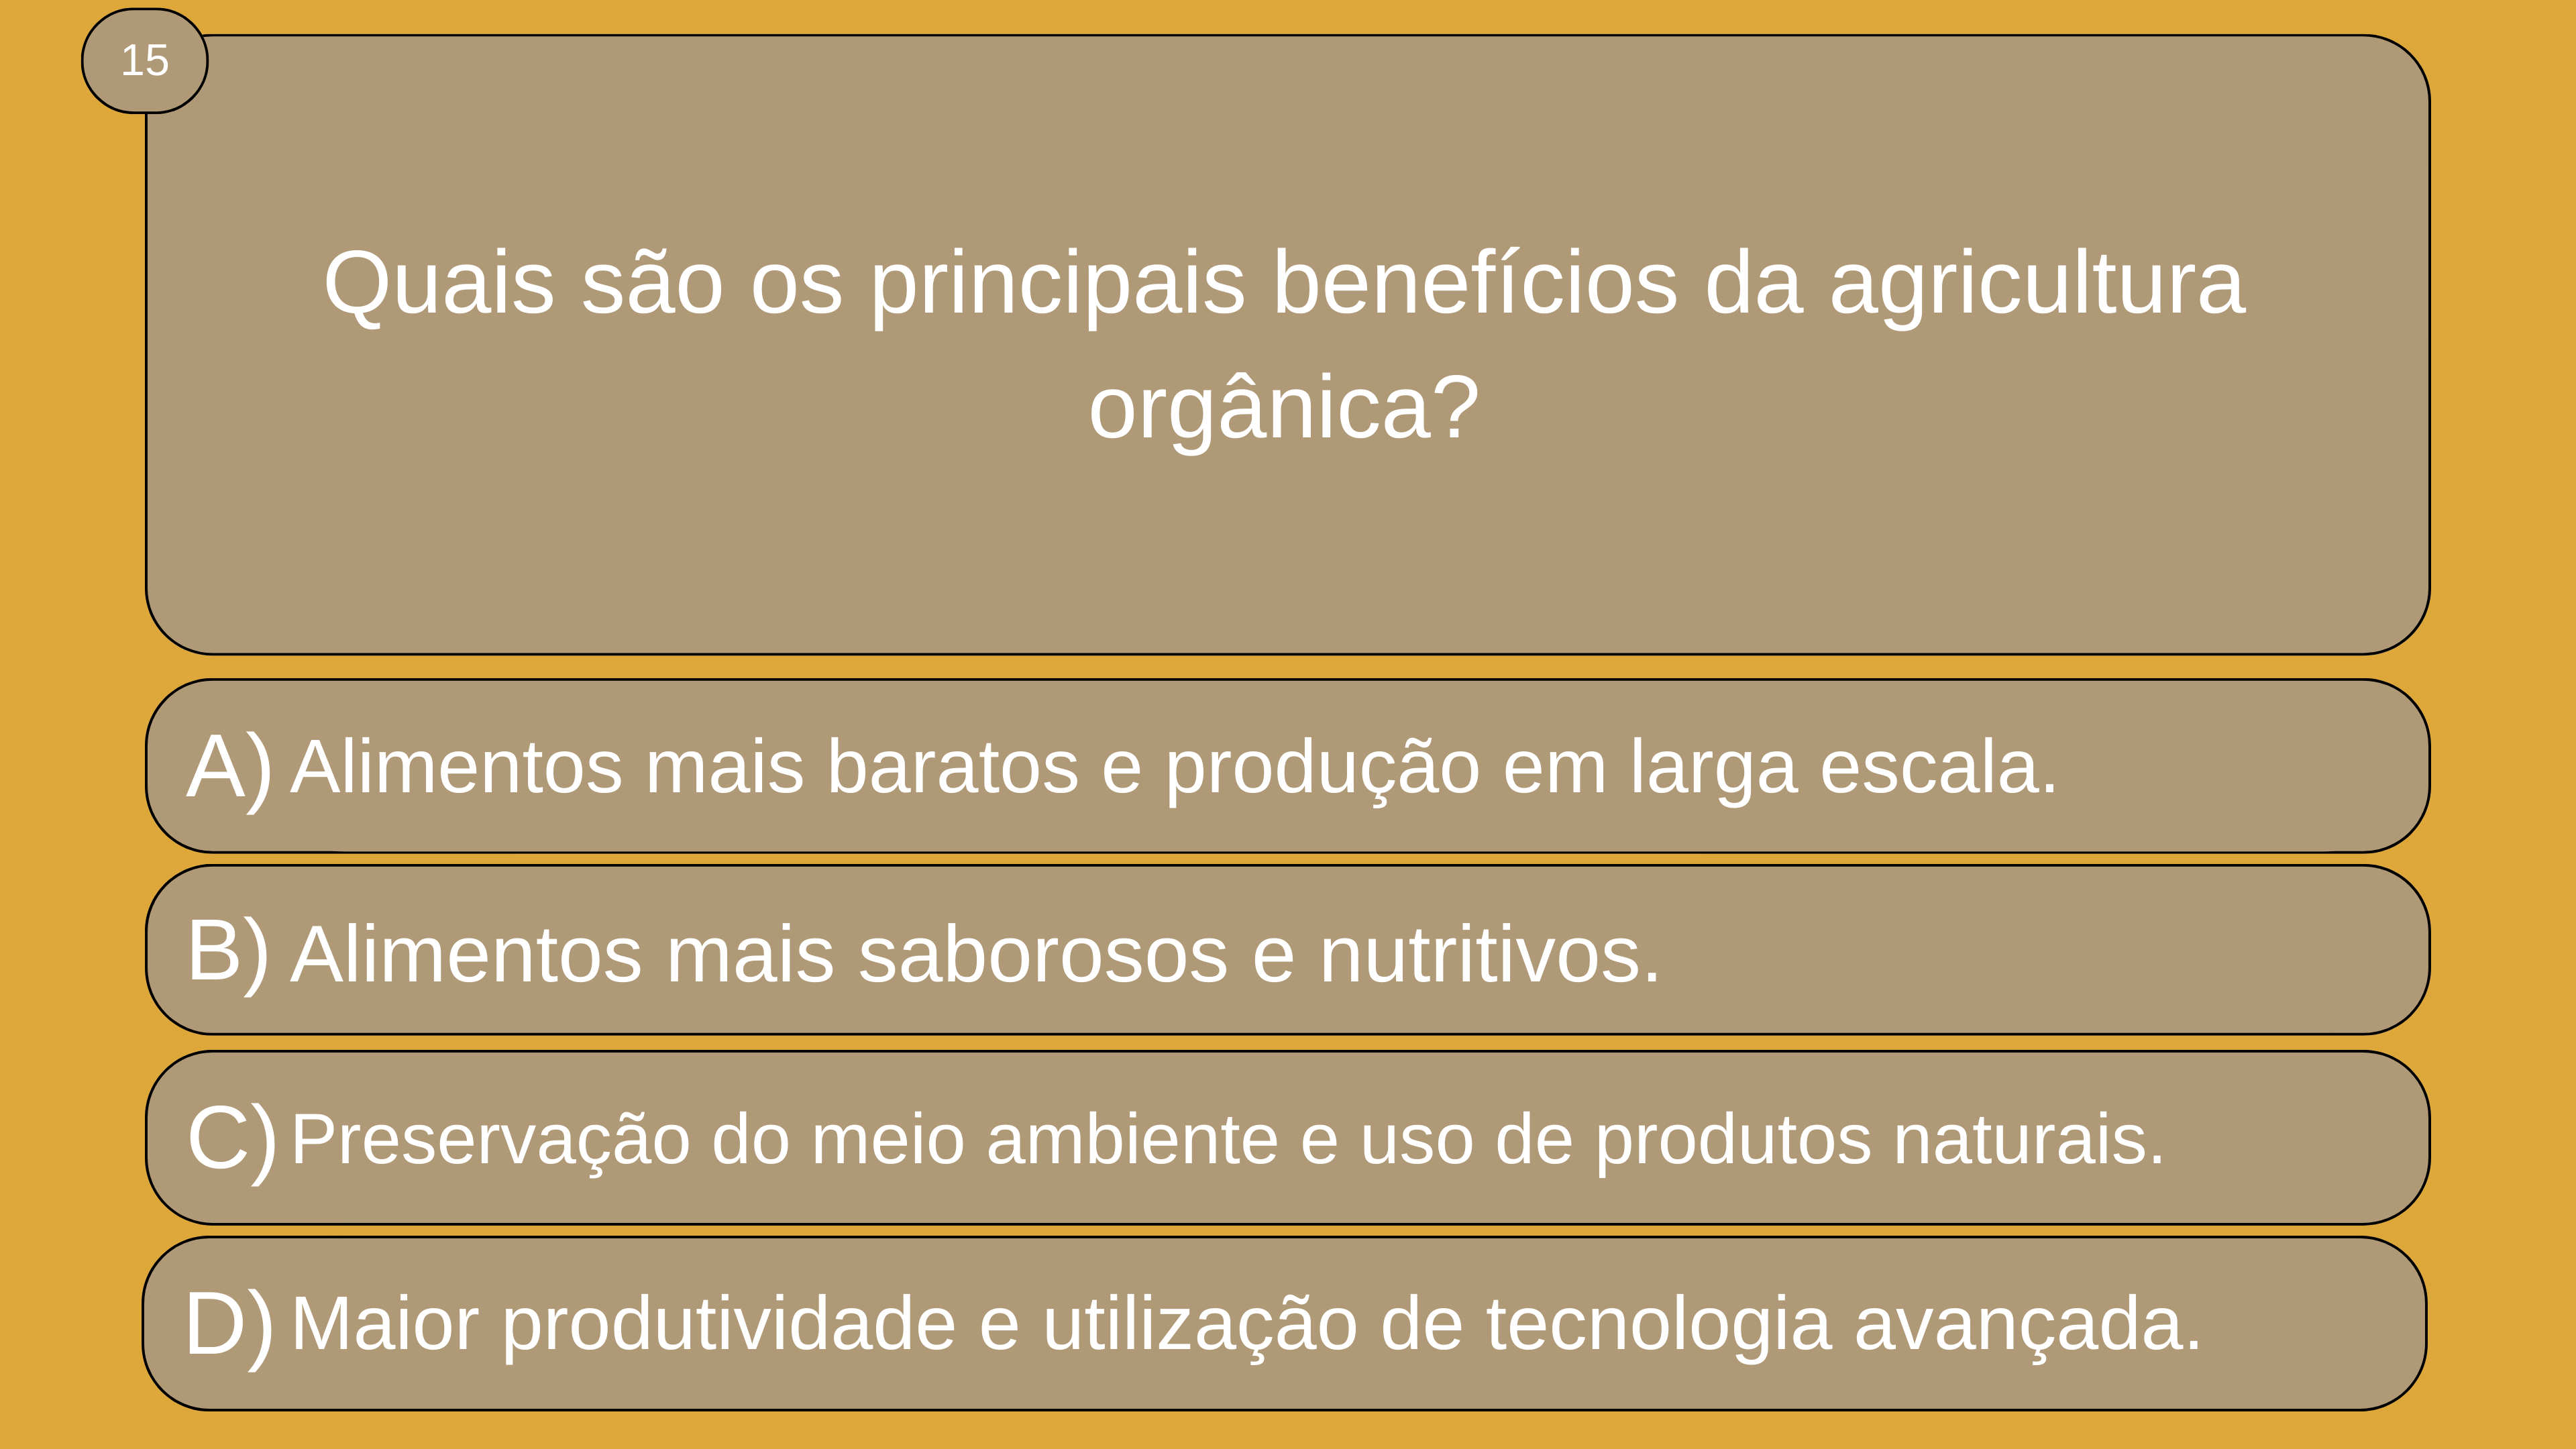 15
Quais são os principais benefícios da agricultura
orgânica?
A) Alimentos mais baratos e produção em larga escala.
B) Alimentos mais saborosos e nutritivos.
C) Preservação do meio ambiente e uso de produtos naturais.
D) Maior produtividade e utilização de tecnologia avançada.